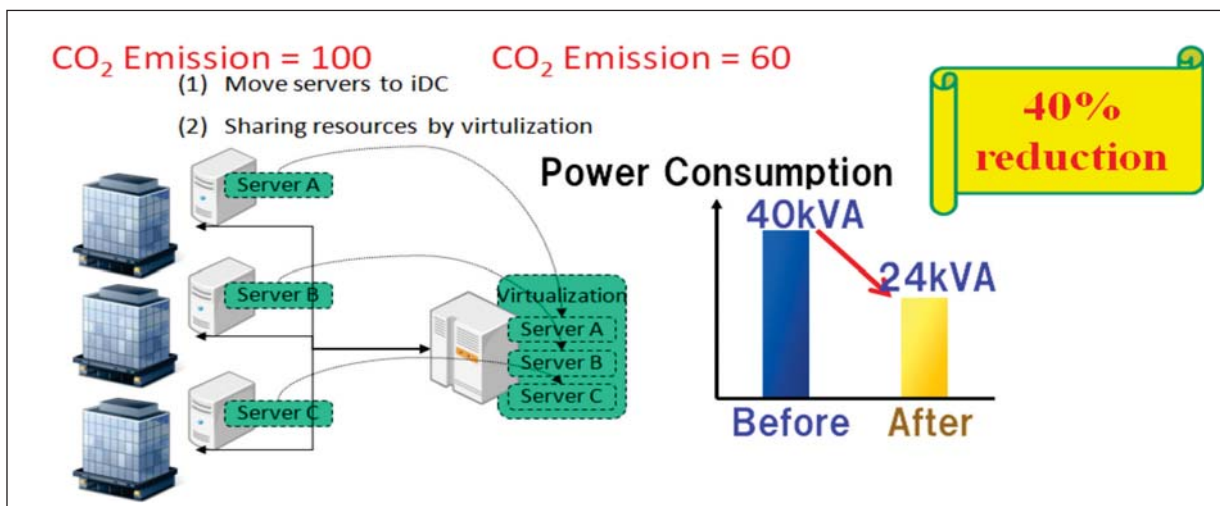 CO₂ Emission = 100
CO₂ Emission = 60
(1) Move servers to iDC
(2) Sharing resources by virtulization
40%
reduction
Server A
Server B
Server C
Virtualization
Server A
Server B
Server C
Power Consumption
40kVA
24kVA
Before
After